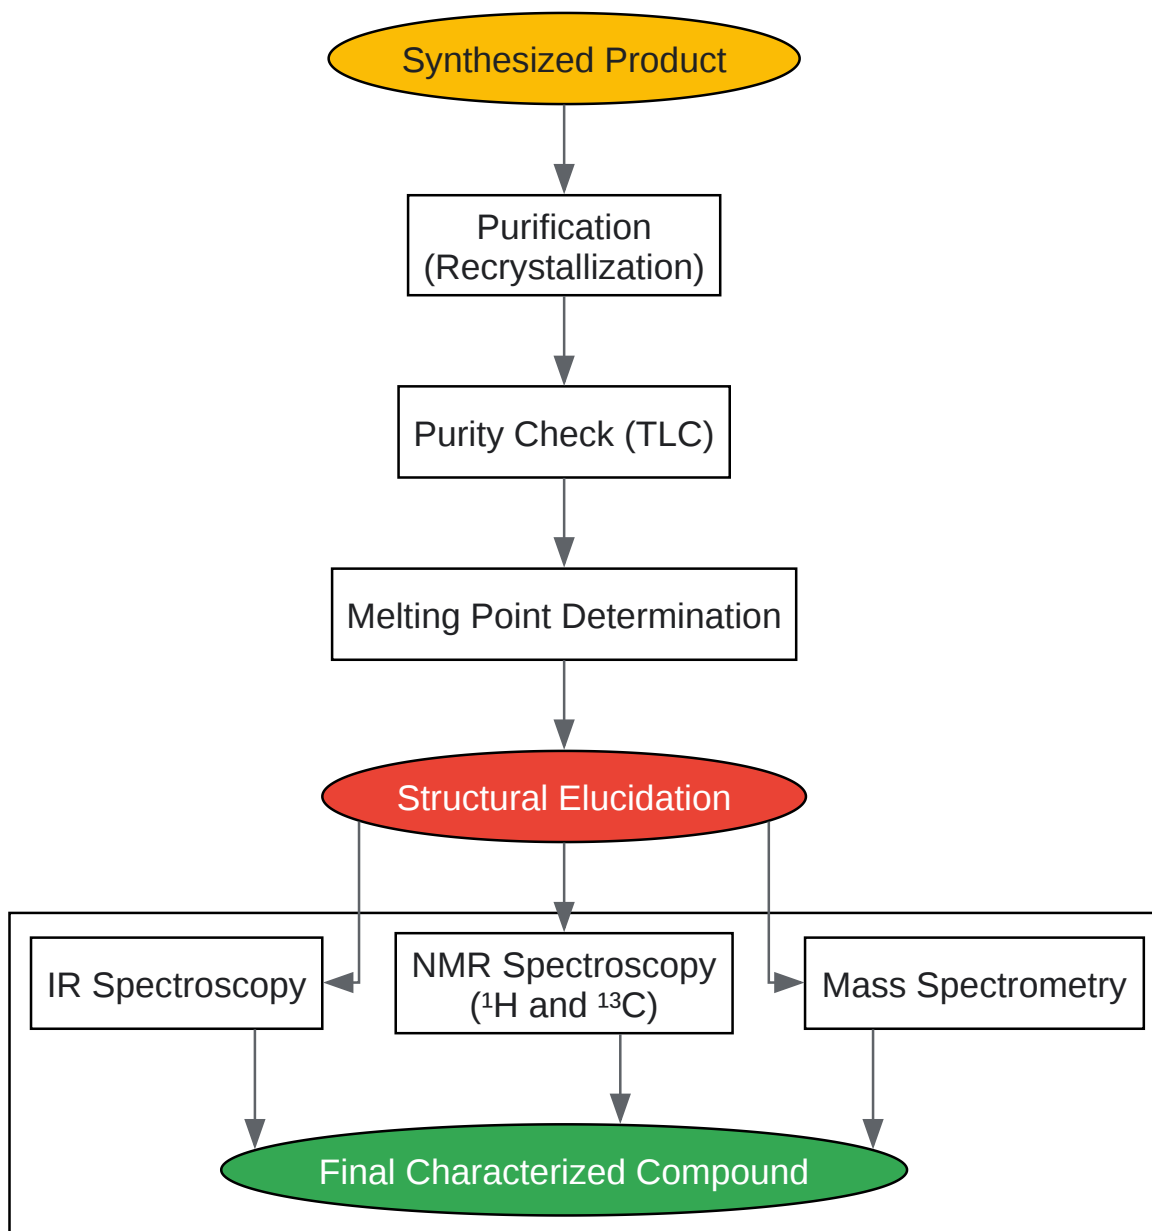 Synthesized Product
Purification
(Recrystallization)
Purity Check (TLC)
Melting Point Determination
Structural Elucidation
IR Spectroscopy
NMR Spectroscopy
(¹H and ¹³C)
Mass Spectrometry
Final Characterized Compound